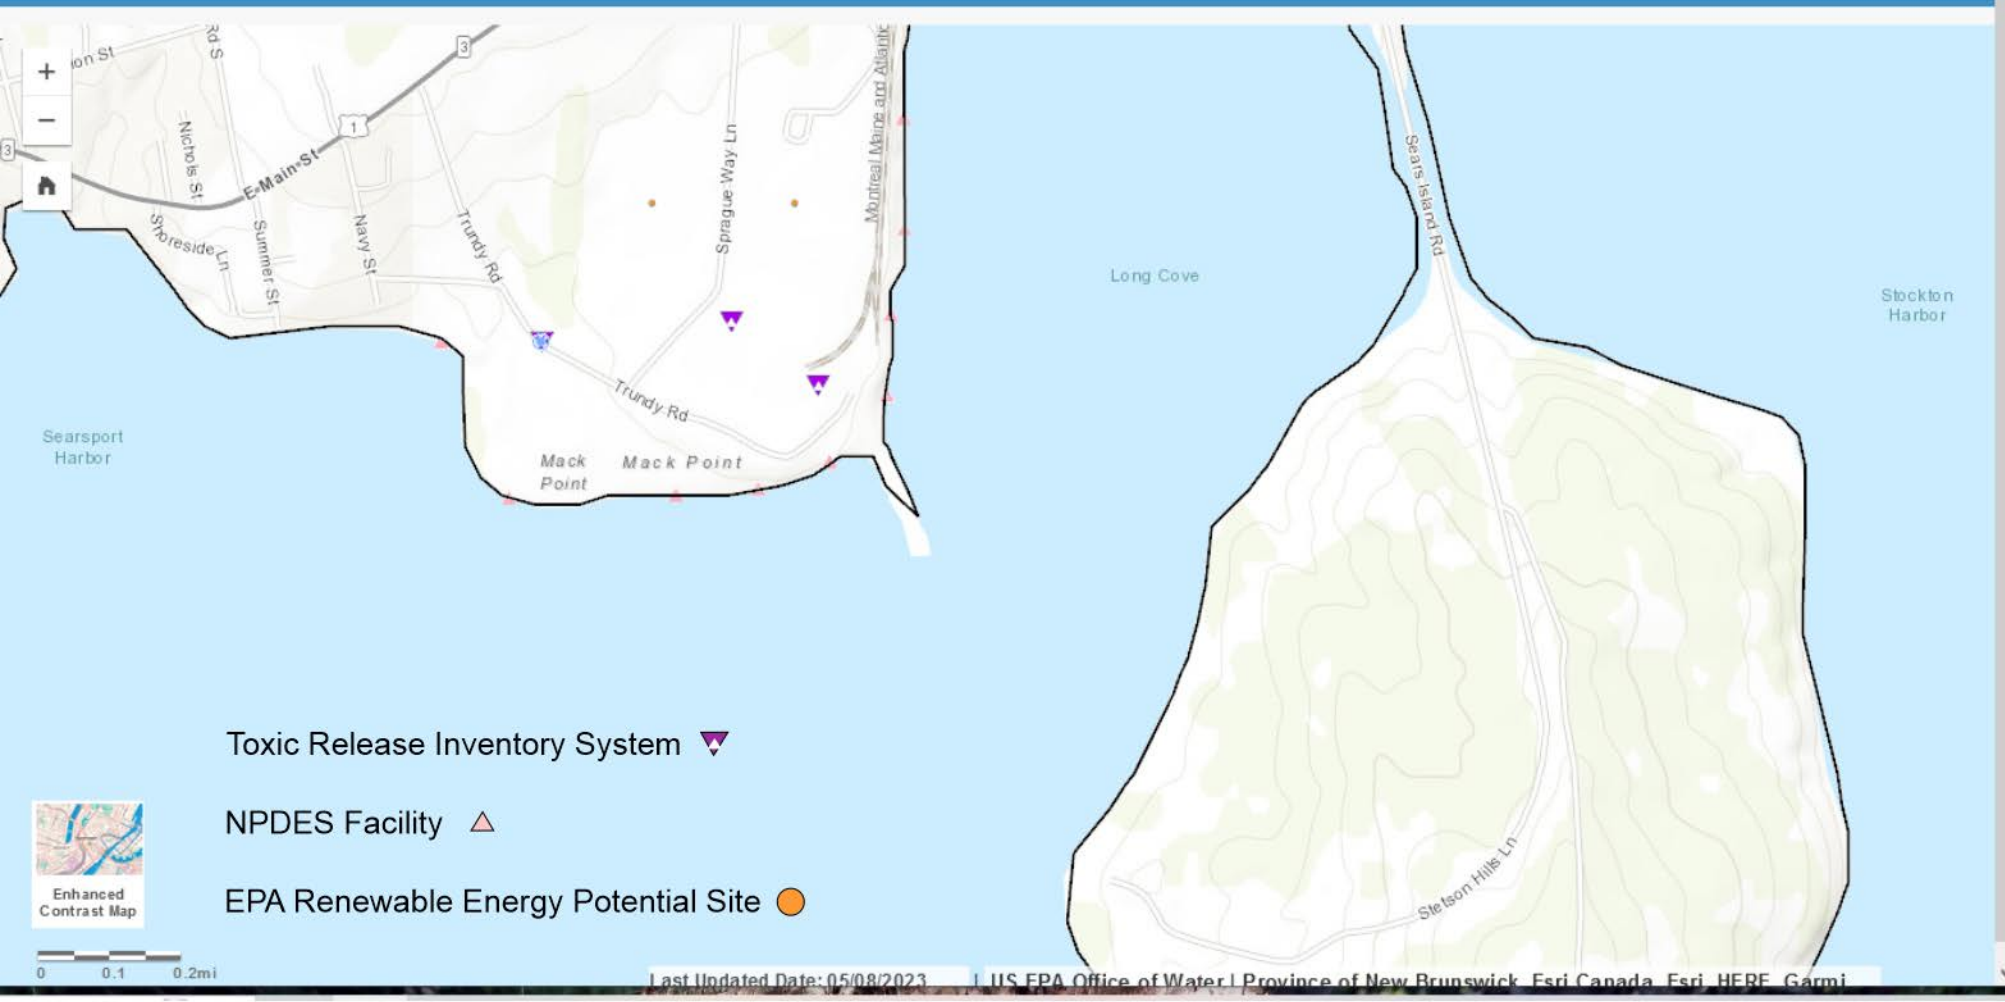 Rd S
3
+
−
1
3
Nichols St
E Main St
Shoreside Ln
Summer St
Navy St
Trundy Rd
Sprague Way Ln
Montreal Maine and Atlantic
Sears Island Rd
Long Cove
Stockton
Harbor
Trundy Rd
Searsport
Harbor
Mack
Point
Mack Point
Toxic Release Inventory System
NPDES Facility
EPA Renewable Energy Potential Site
Stetson Hills Ln
Enhanced
Contrast Map
0 0.1 0.2mi
Last Updated Date: 05/08/2023
US EPA Office of Water | Province of New Brunswick, Esri Canada, Esri, HERE, Garmi